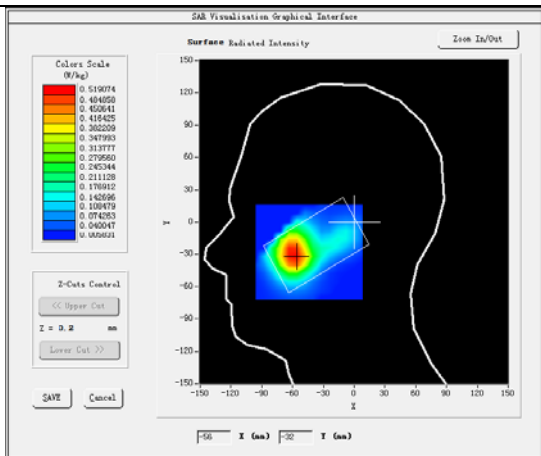 SAR Visualisation Graphical Interface
Surface Radiated Intensity
Zoom In/Out
Colors Scale
(W/kg)
0.519074
0.484858
0.450641
0.416425
0.382209
0.347993
0.313777
0.279560
0.245344
0.211128
0.176912
0.142696
0.108479
0.074263
0.040047
0.005831
Z-Cuts Control
<< Upper Cut
Z = 0.2 mm
Lower Cut >>
SAVE
Cancel
150
120
90
60
30
0
-30
-60
-90
-120
-150
Y
-150 -120 -90 -60 -30 0 30 60 90 120 150
X
-56 X (mm) -32 Y (mm)